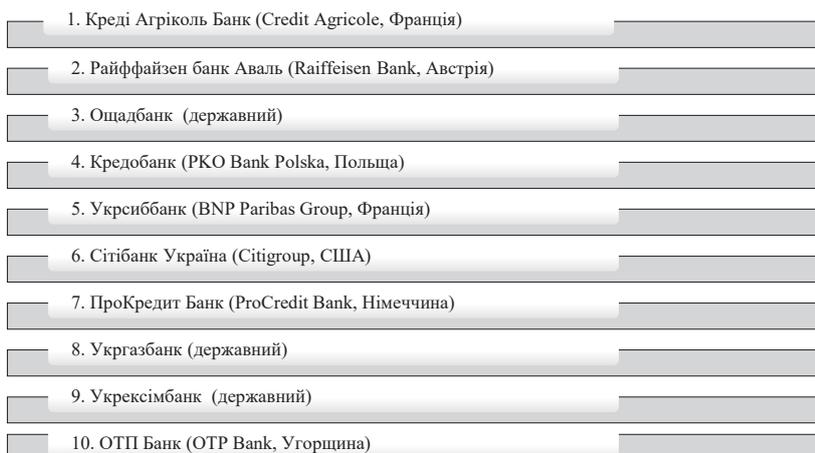 1. Креді Агріколь Банк (Credit Agricole, Франція)
2. Райффайзен банк Аваль (Raiffeisen Bank, Австрія)
3. Ощадбанк (державний)
4. Кредобанк (PKO Bank Polska, Польща)
5. Укрсиббанк (BNP Paribas Group, Франція)
6. Сітібанк Україна (Citigroup, США)
7. ПроКредит Банк (ProCredit Bank, Німеччина)
8. Укргазбанк (державний)
9. Укрексімбанк (державний)
10. ОТП Банк (OTP Bank, Угорщина)